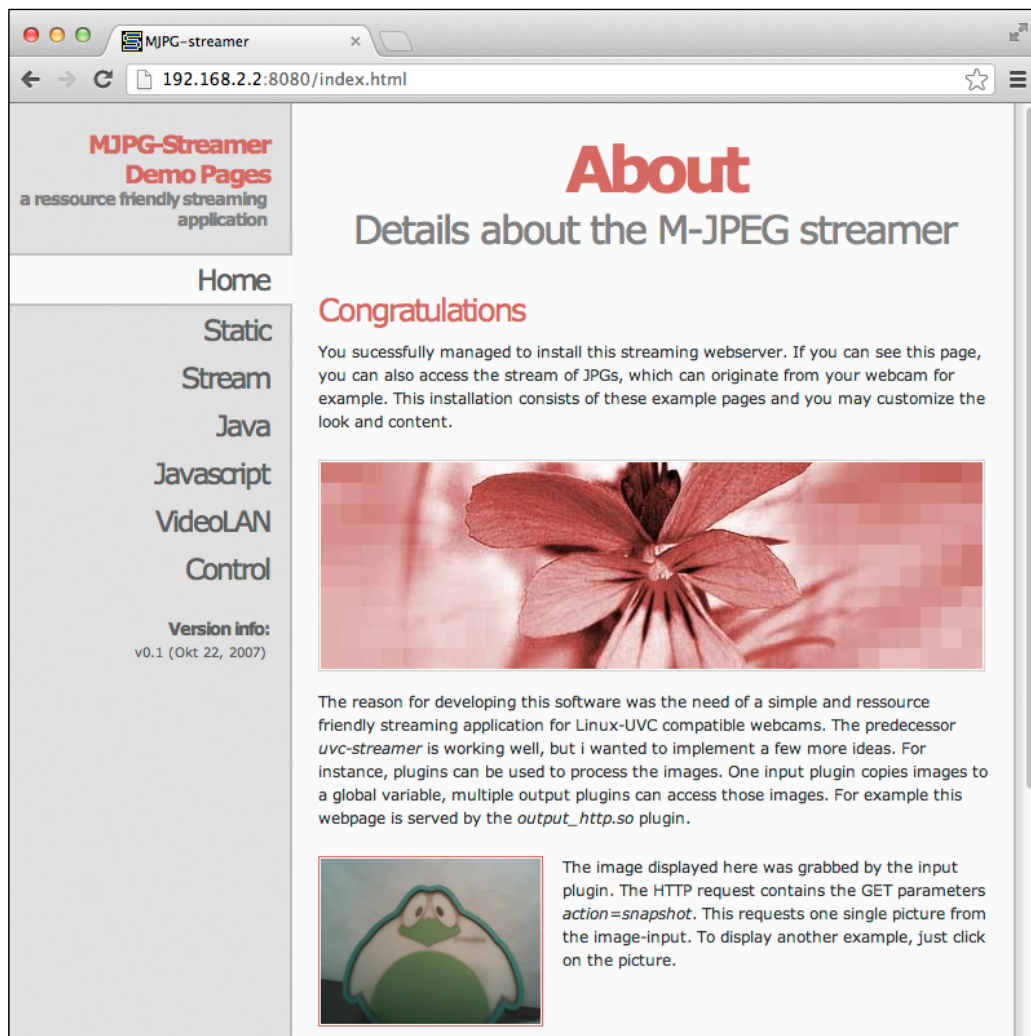 MJPG-streamer
192.168.2.2:8080/index.html
MJPG-Streamer
Demo Pages
a ressource friendly streaming
application
Home
Static
Stream
Java
Javascript
VideoLAN
Control
Version info:
v0.1 (Okt 22, 2007)
About
Details about the M-JPEG streamer
Congratulations
You sucessfully managed to install this streaming webserver. If you can see this page,
you can also access the stream of JPGs, which can originate from your webcam for
example. This installation consists of these example pages and you may customize the
look and content.
The reason for developing this software was the need of a simple and ressource
friendly streaming application for Linux-UVC compatible webcams. The predecessor
uvc-streamer is working well, but i wanted to implement a few more ideas. For
instance, plugins can be used to process the images. One input plugin copies images to
a global variable, multiple output plugins can access those images. For example this
webpage is served by the output_http.so plugin.
The image displayed here was grabbed by the input
plugin. The HTTP request contains the GET parameters
action=snapshot. This requests one single picture from
the image-input. To display another example, just click
on the picture.